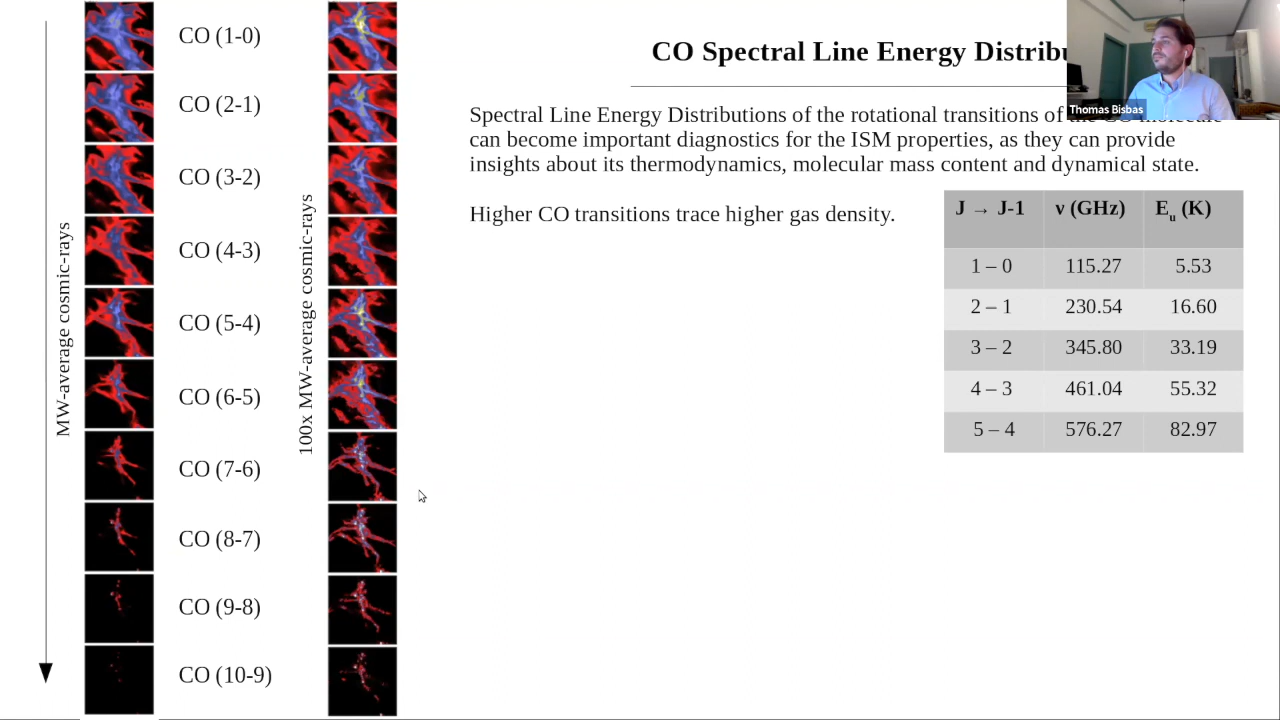 CO Spectral Line Energy
Thomas Bisbas
Spectral Line Energy Distributions of the rotational transitions of
can become important diagnostics for the ISM properties, as they can provide
insights about its thermodynamics, molecular mass content and dynamical state.
Higher CO transitions trace higher gas density.
J → J-1 ν (GHz) Eu (K)
1 – 0 115.27 5.53
2 – 1 230.54 16.60
3 – 2 345.80 33.19
4 – 3 461.04 55.32
5 – 4 576.27 82.97
MW-average cosmic-rays
CO (1-0)
CO (2-1)
CO (3-2)
CO (4-3)
CO (5-4)
CO (6-5)
CO (7-6)
CO (8-7)
CO (9-8)
CO (10-9)
100x MW-average cosmic-rays